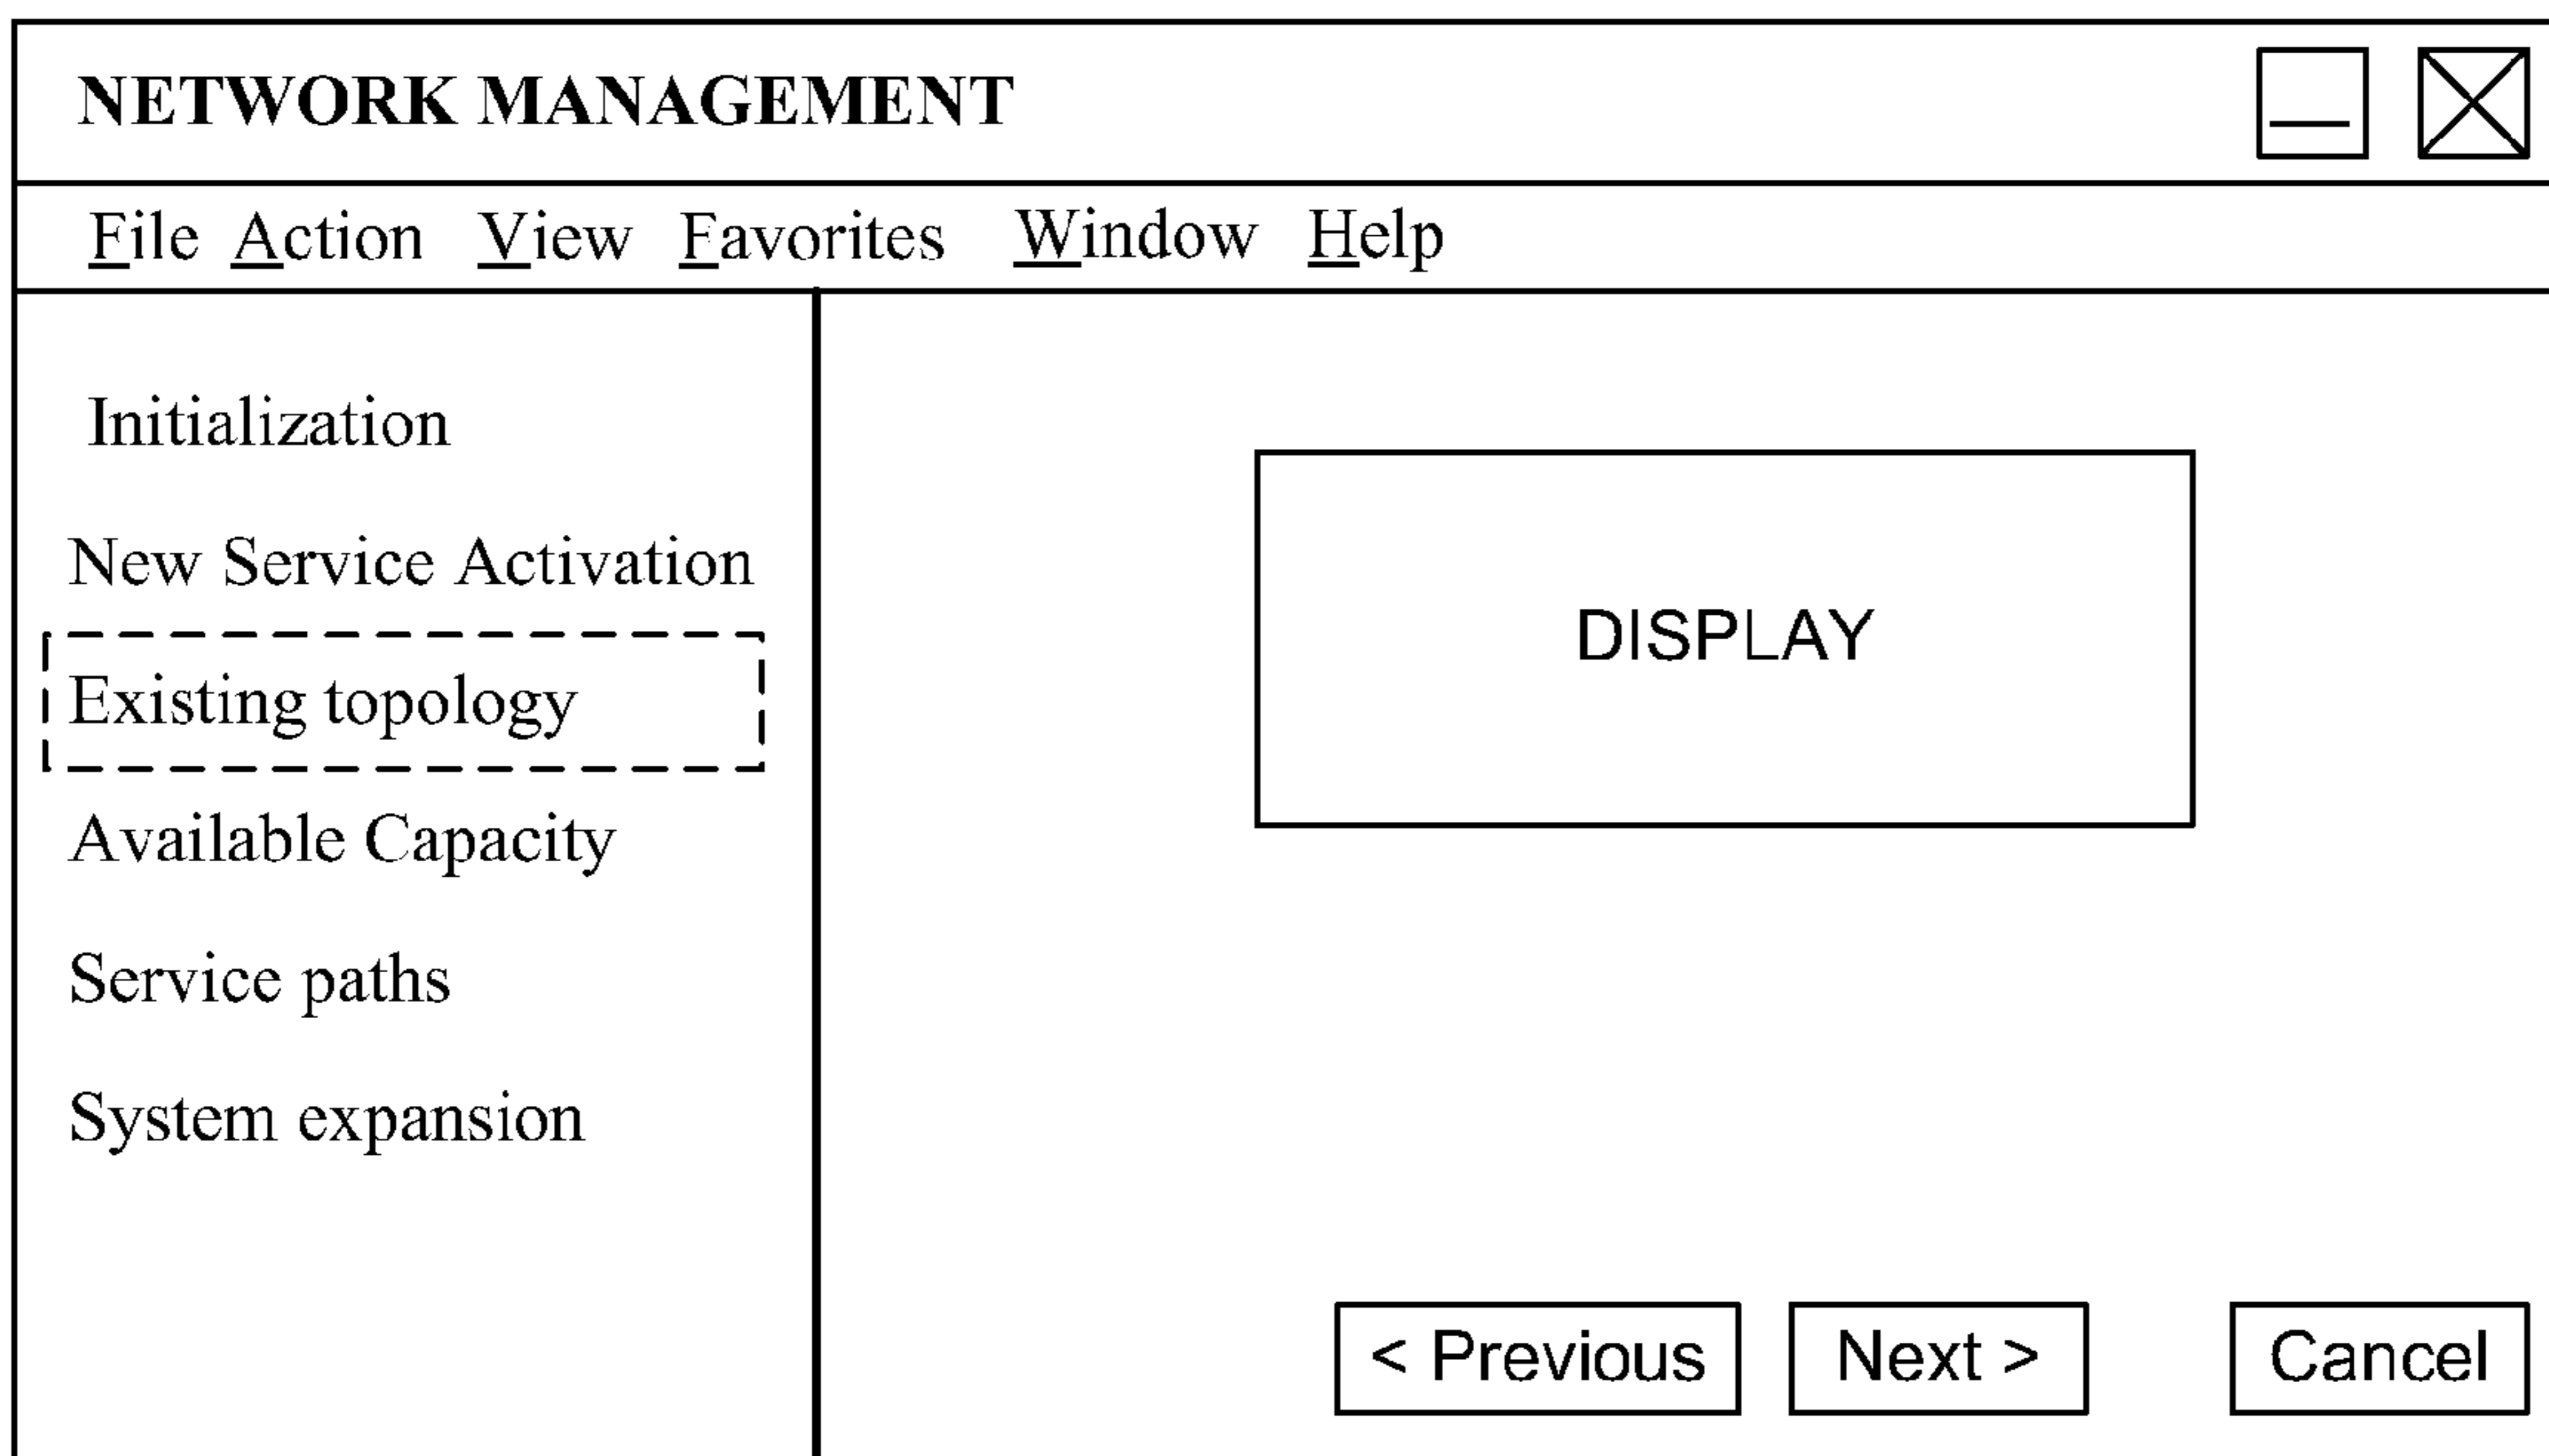 NETWORK MANAGEMENT
File Action View Favorites Window Help
Initialization
New Service Activation
Existing topology
Available Capacity
Service paths
System expansion
DISPLAY
< Previous Next > Cancel